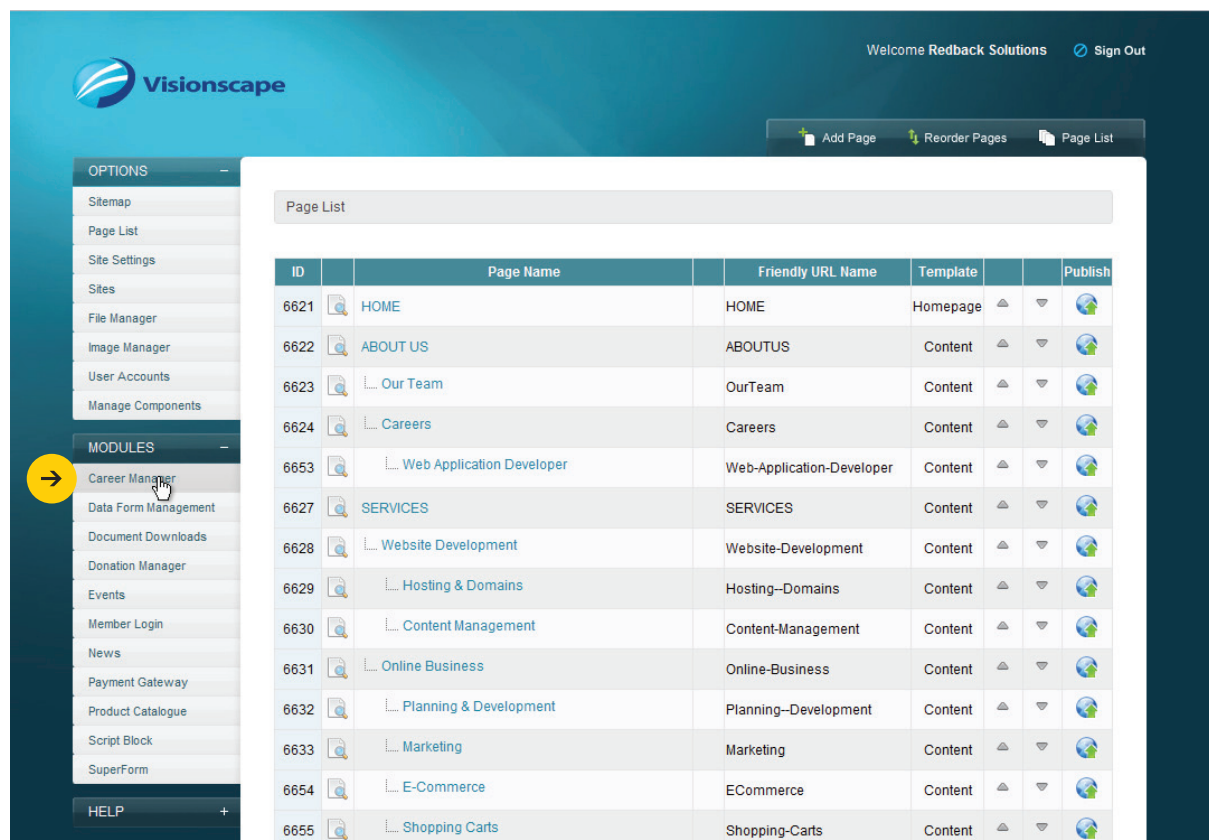 Welcome Redback Solutions Sign Out
Visionscape
Add Page Reorder Pages Page List
OPTIONS –
Sitemap
Page List
Site Settings
Sites
File Manager
Image Manager
User Accounts
Manage Components
MODULES –
Career Manager
Data Form Management
Document Downloads
Donation Manager
Events
Member Login
News
Payment Gateway
Product Catalogue
Script Block
SuperForm
HELP +
Page List
ID Page Name Friendly URL Name Template Publish
6621 HOME HOME Homepage
6622 ABOUT US ABOUTUS Content
6623 Our Team OurTeam Content
6624 Careers Careers Content
6653 Web Application Developer Web-Application-Developer Content
6627 SERVICES SERVICES Content
6628 Website Development Website-Development Content
6629 Hosting & Domains Hosting--Domains Content
6630 Content Management Content-Management Content
6631 Online Business Online-Business Content
6632 Planning & Development Planning--Development Content
6633 Marketing Marketing Content
6654 E-Commerce ECommerce Content
6655 Shopping Carts Shopping-Carts Content